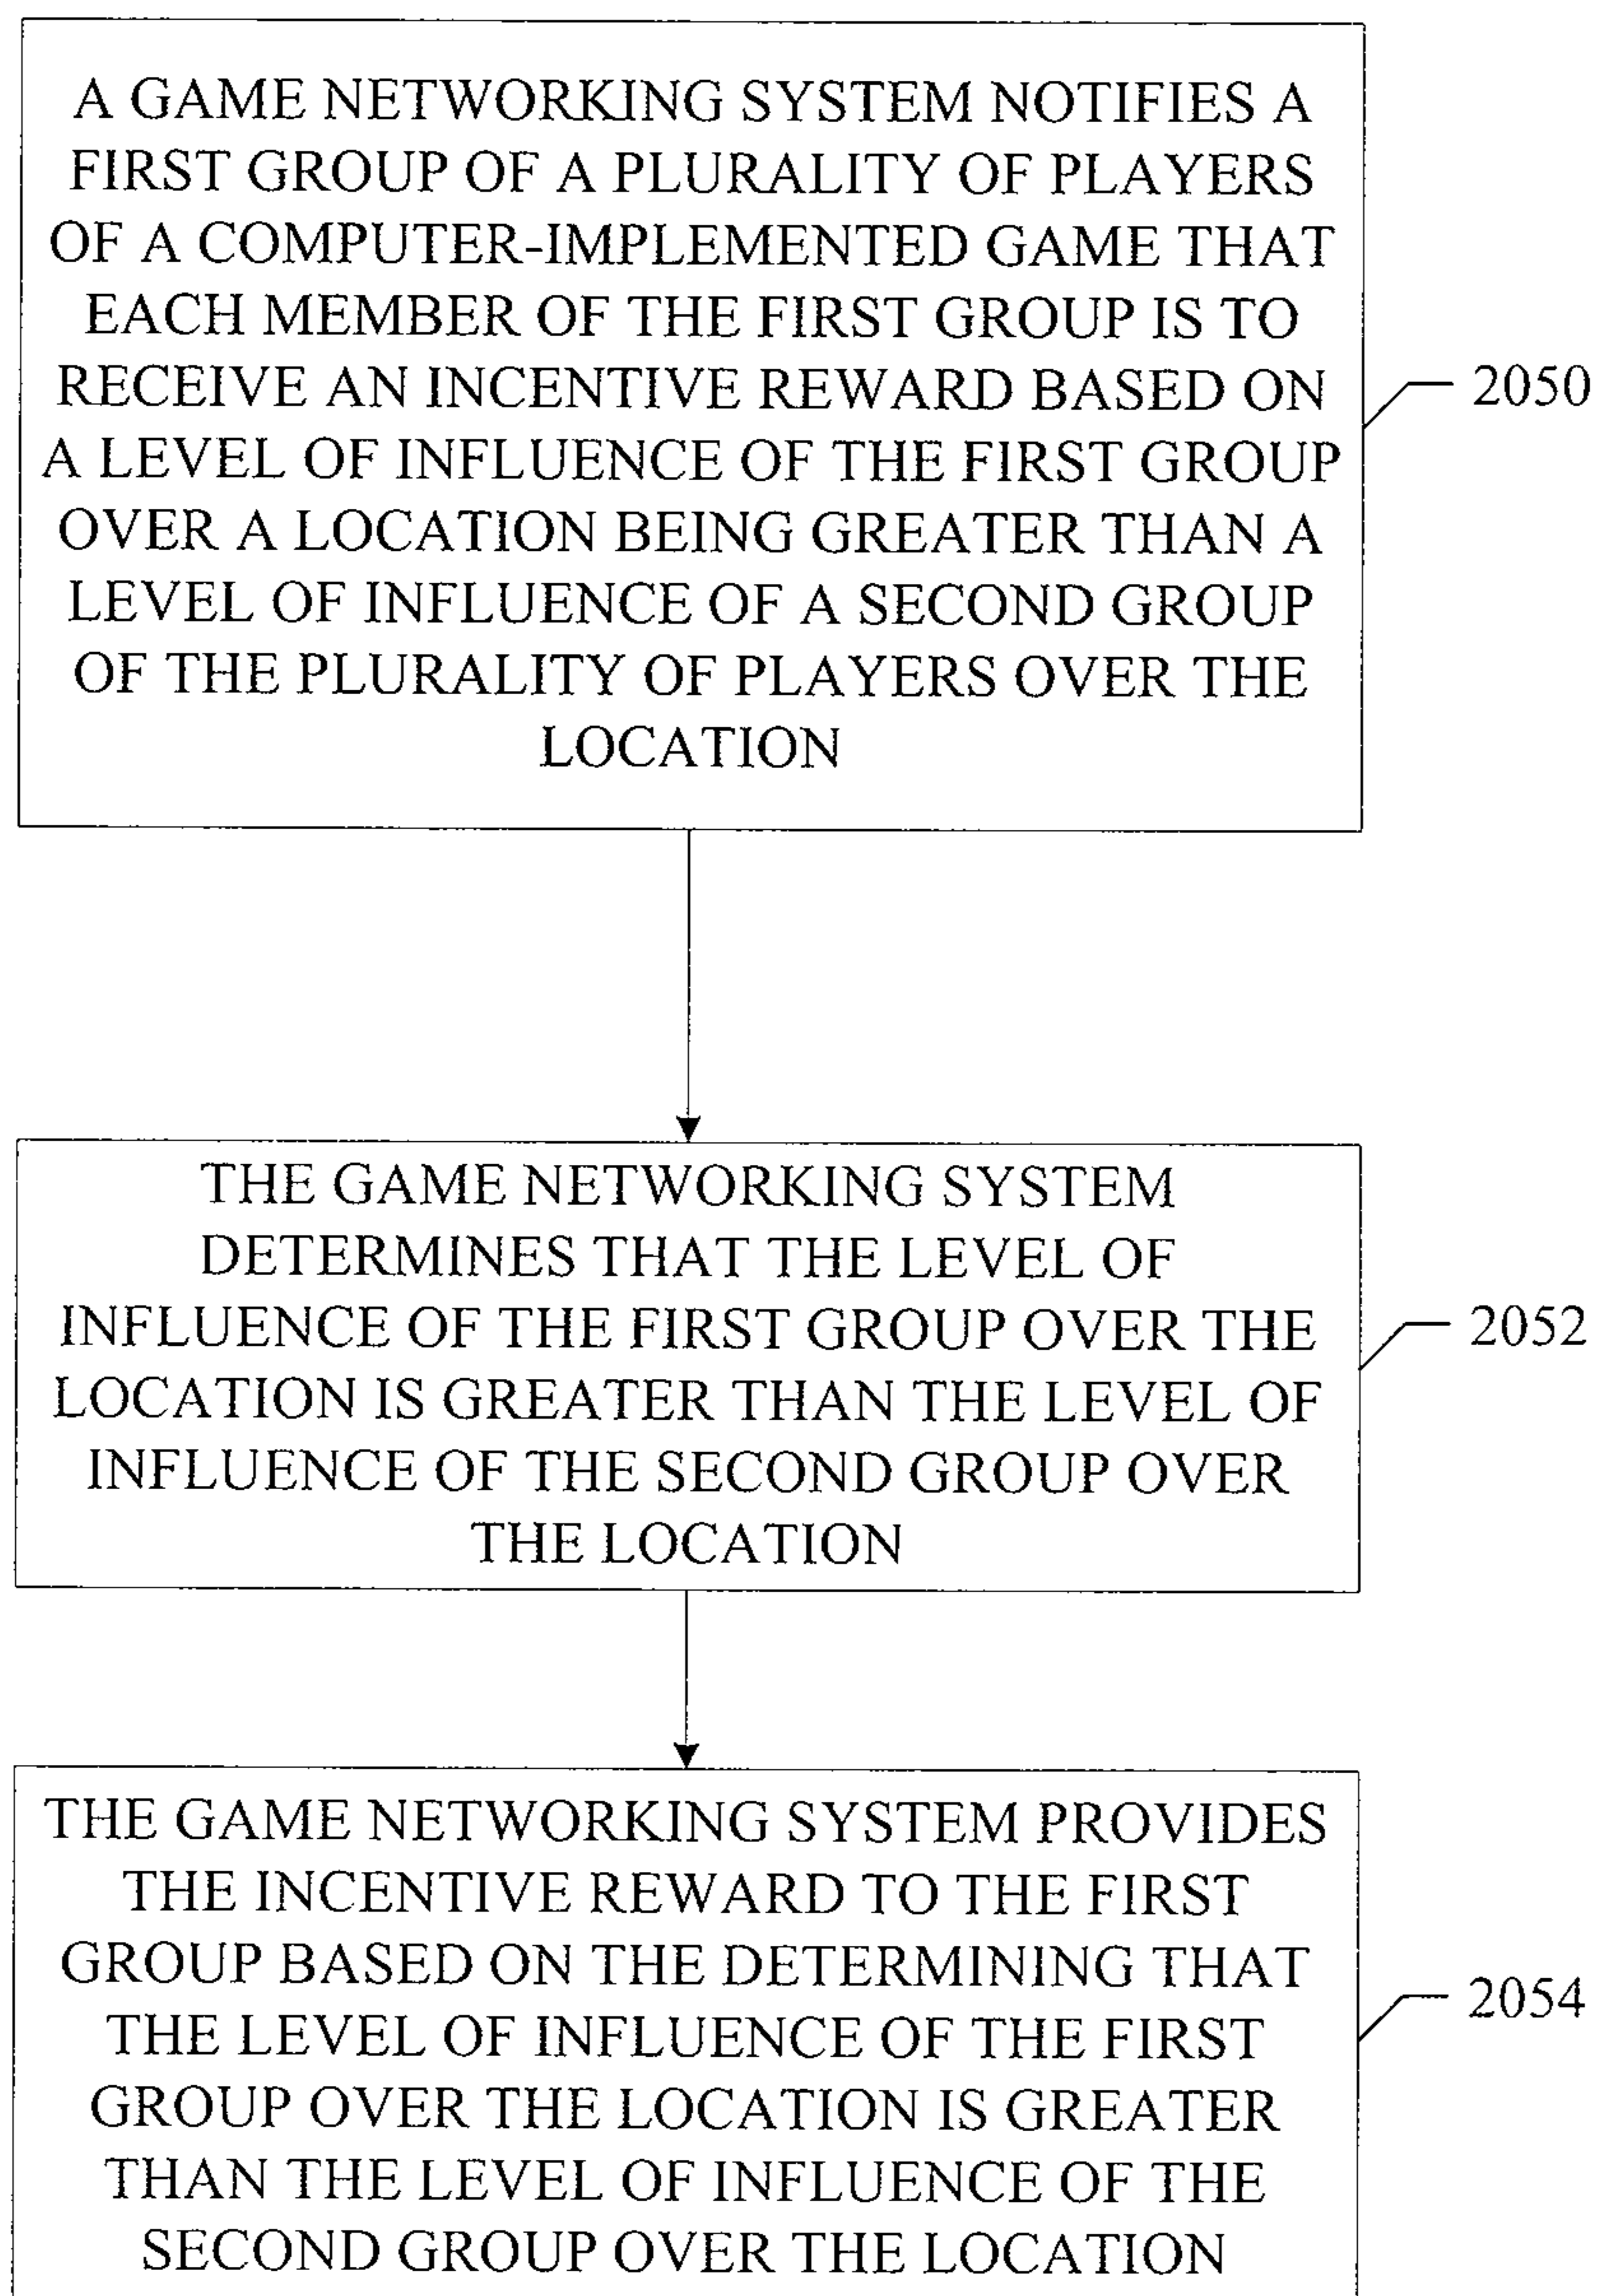 A GAME NETWORKING SYSTEM NOTIFIES A
FIRST GROUP OF A PLURALITY OF PLAYERS
OF A COMPUTER-IMPLEMENTED GAME THAT
EACH MEMBER OF THE FIRST GROUP IS TO
RECEIVE AN INCENTIVE REWARD BASED ON
A LEVEL OF INFLUENCE OF THE FIRST GROUP
OVER A LOCATION BEING GREATER THAN A
LEVEL OF INFLUENCE OF A SECOND GROUP
OF THE PLURALITY OF PLAYERS OVER THE
LOCATION
2050
THE GAME NETWORKING SYSTEM
DETERMINES THAT THE LEVEL OF
INFLUENCE OF THE FIRST GROUP OVER THE
LOCATION IS GREATER THAN THE LEVEL OF
INFLUENCE OF THE SECOND GROUP OVER
THE LOCATION
2052
THE GAME NETWORKING SYSTEM PROVIDES
THE INCENTIVE REWARD TO THE FIRST
GROUP BASED ON THE DETERMINING THAT
THE LEVEL OF INFLUENCE OF THE FIRST
GROUP OVER THE LOCATION IS GREATER
THAN THE LEVEL OF INFLUENCE OF THE
SECOND GROUP OVER THE LOCATION
2054